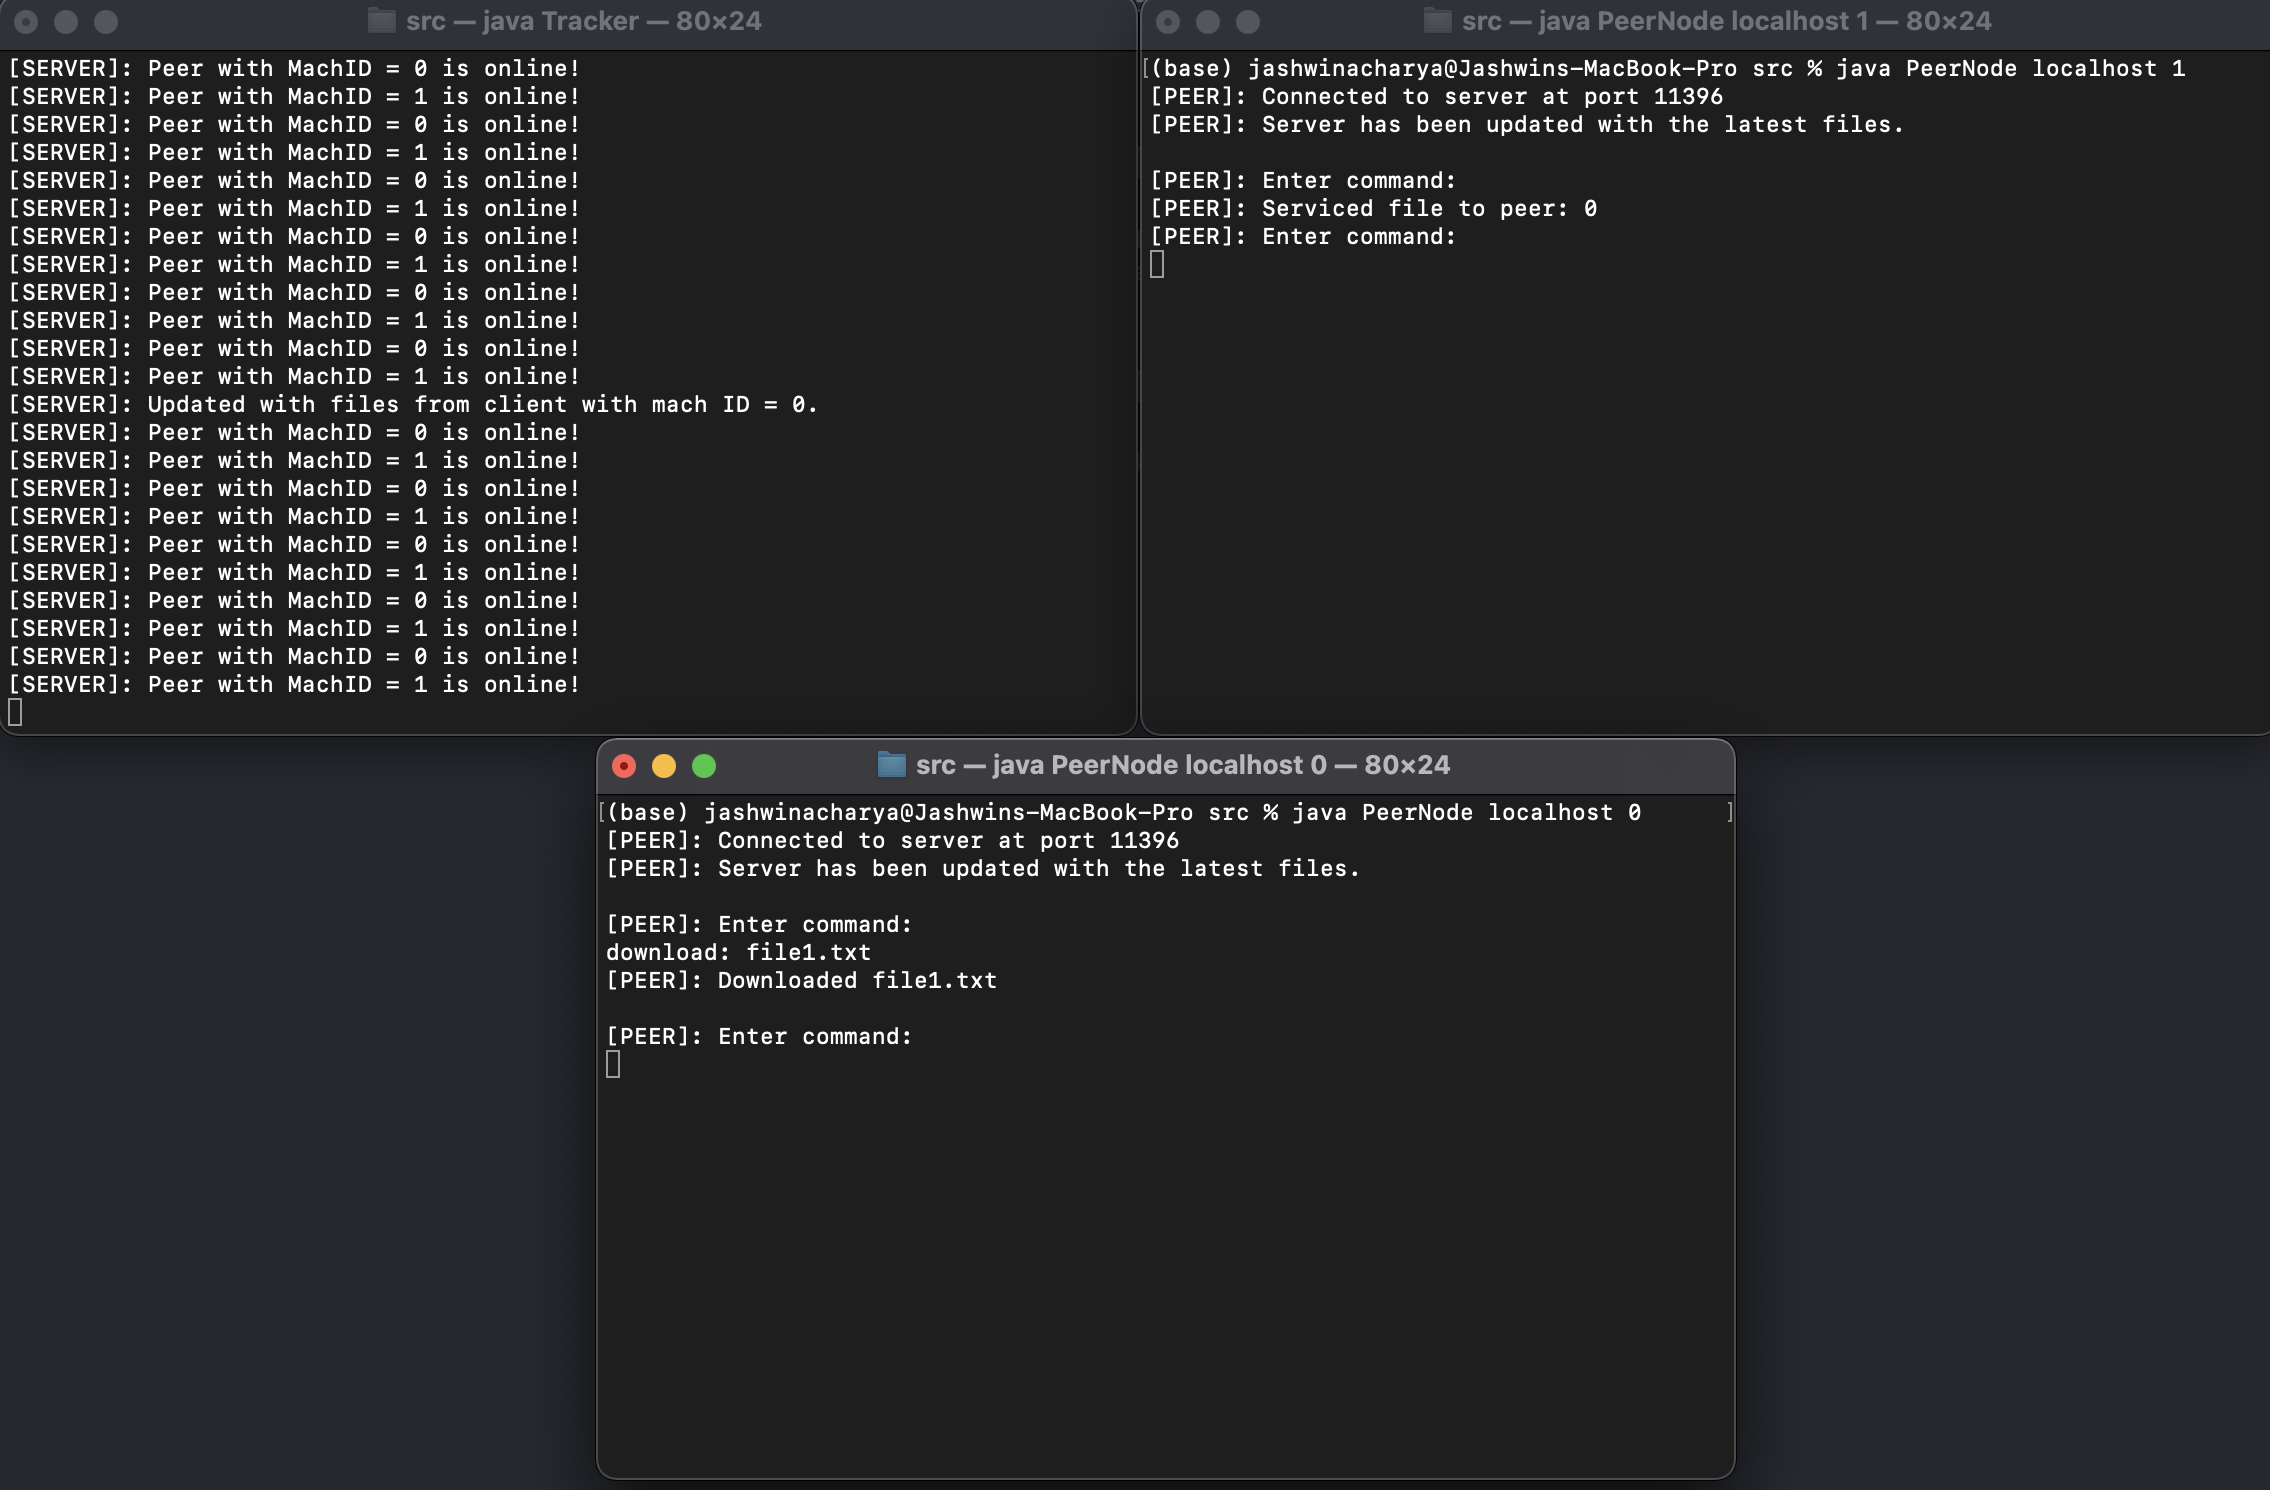 src — java Tracker — 80×24
[SERVER]: Peer with MachID = 0 is online!
[SERVER]: Peer with MachID = 1 is online!
[SERVER]: Peer with MachID = 0 is online!
[SERVER]: Peer with MachID = 1 is online!
[SERVER]: Peer with MachID = 0 is online!
[SERVER]: Peer with MachID = 1 is online!
[SERVER]: Peer with MachID = 0 is online!
[SERVER]: Peer with MachID = 1 is online!
[SERVER]: Peer with MachID = 0 is online!
[SERVER]: Peer with MachID = 1 is online!
[SERVER]: Peer with MachID = 0 is online!
[SERVER]: Peer with MachID = 1 is online!
[SERVER]: Updated with files from client with mach ID = 0.
[SERVER]: Peer with MachID = 0 is online!
[SERVER]: Peer with MachID = 1 is online!
[SERVER]: Peer with MachID = 0 is online!
[SERVER]: Peer with MachID = 1 is online!
[SERVER]: Peer with MachID = 0 is online!
[SERVER]: Peer with MachID = 1 is online!
[SERVER]: Peer with MachID = 0 is online!
[SERVER]: Peer with MachID = 1 is online!
[SERVER]: Peer with MachID = 0 is online!
[SERVER]: Peer with MachID = 1 is online!
src — java PeerNode localhost 1 — 80×24
[(base) jashwinacharya@Jashwins-MacBook-Pro src % java PeerNode localhost 1
[PEER]: Connected to server at port 11396
[PEER]: Server has been updated with the latest files.
[PEER]: Enter command:
[PEER]: Serviced file to peer: 0
[PEER]: Enter command:
src — java PeerNode localhost 0 — 80×24
[(base) jashwinacharya@Jashwins-MacBook-Pro src % java PeerNode localhost 0 ]
[PEER]: Connected to server at port 11396
[PEER]: Server has been updated with the latest files.
[PEER]: Enter command:
download: file1.txt
[PEER]: Downloaded file1.txt
[PEER]: Enter command: